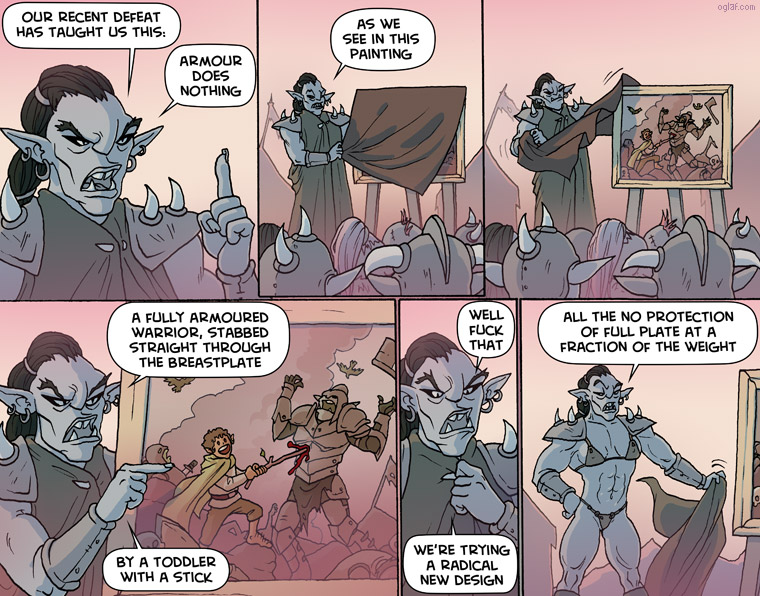 oglaf.com
OUR RECENT DEFEAT
HAS TAUGHT US THIS:
ARMOUR
DOES
NOTHING
AS WE
SEE IN THIS
PAINTING
A FULLY ARMOURED
WARRIOR, STABBED
STRAIGHT THROUGH
THE BREASTPLATE
BY A TODDLER
WITH A STICK
WELL
FUCK
THAT
WE'RE TRYING
A RADICAL
NEW DESIGN
ALL THE NO PROTECTION
OF FULL PLATE AT A
FRACTION OF THE WEIGHT